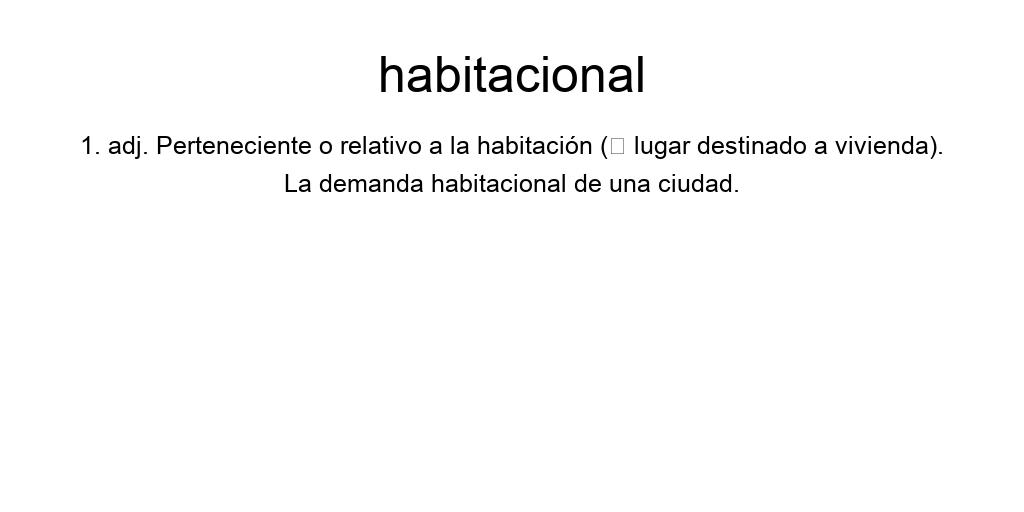 habitacional
1. adj. Perteneciente o relativo a la habitación (□ lugar destinado a vivienda).
La demanda habitacional de una ciudad.